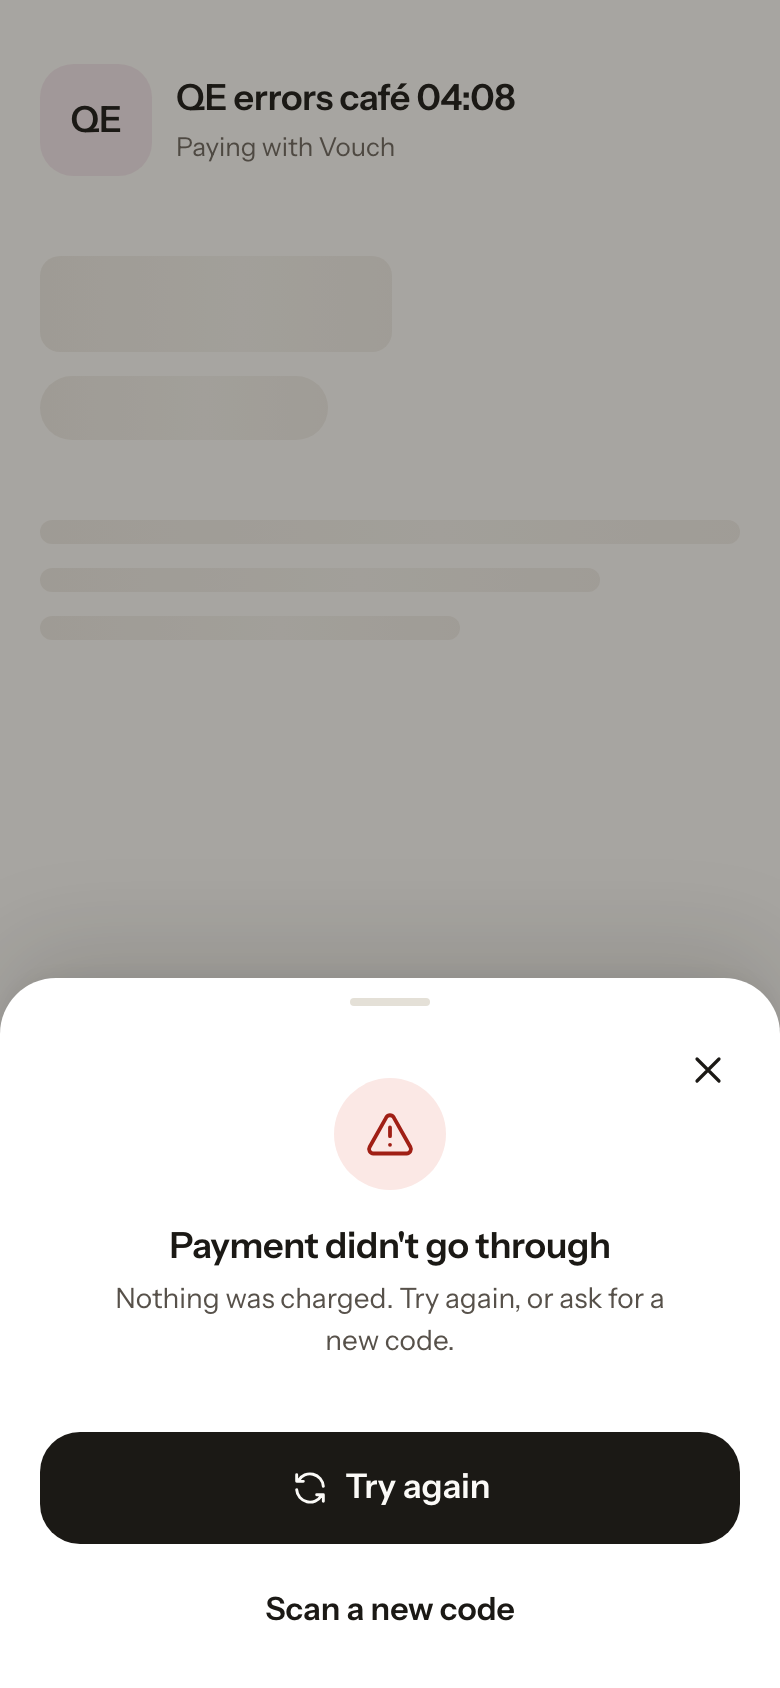 QE
QE errors café 04:08
Paying with Vouch
Payment didn't go through
Nothing was charged. Try again, or ask for a
new code.
Try again
Scan a new code